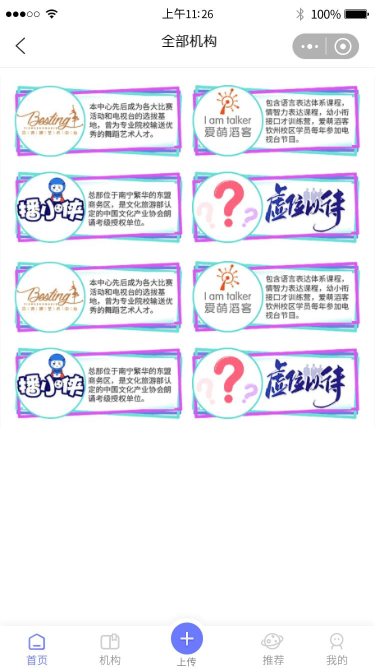 上午11:26
100%
全部机构
Besting
本中心先后成为各大比赛
活动和电视台的选拔基
地，曾为专业院校输送优
秀的舞蹈艺术人才。
I am talker
爱萌滔客
包含语言表达体系课程，
情智力表达课程，幼小衔
接口才训练营，爱萌滔客
钦州校区学员每年参加电
视台节目。
播小侠
总部位于南宁繁华的东盟
商务区，是文化旅游部认
定的中国文化产业协会朗
诵考级授权单位。
?
虚位以待
Besting
本中心先后成为各大比赛
活动和电视台的选拔基
地，曾为专业院校输送优
秀的舞蹈艺术人才。
I am talker
爱萌滔客
包含语言表达体系课程，
情智力表达课程，幼小衔
接口才训练营，爱萌滔客
钦州校区学员每年参加电
视台节目。
播小侠
总部位于南宁繁华的东盟
商务区，是文化旅游部认
定的中国文化产业协会朗
诵考级授权单位。
?
虚位以待
首页
机构
上传
推荐
我的